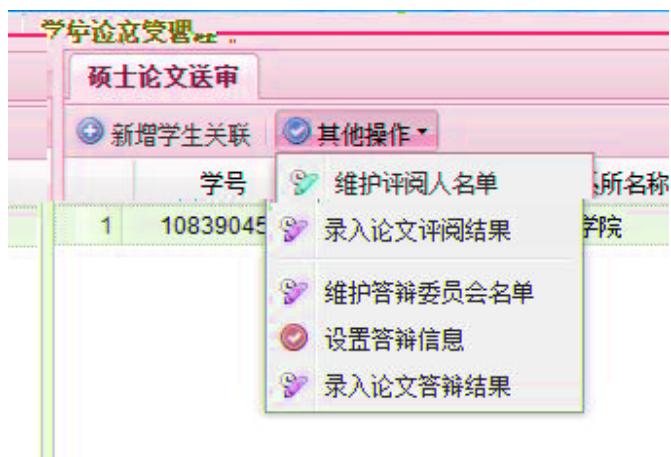 硕士论文送审
新增学生关联 其他操作
学号 所名称
1 10839045 学院
维护评阅人名单
录入论文评阅结果
维护答辩委员会名单
设置答辩信息
录入论文答辩结果